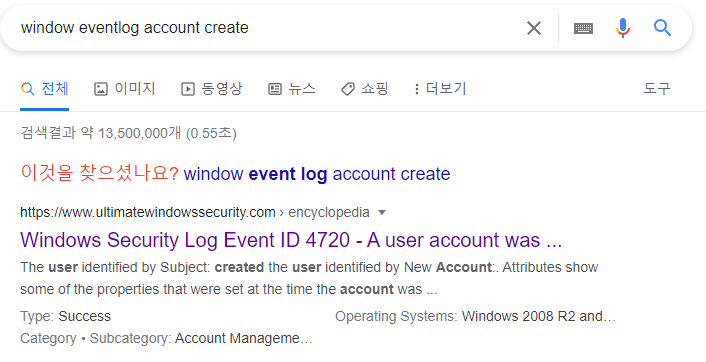 window eventlog account create
전체 이미지 동영상 뉴스 쇼핑 더보기 도구
검색결과 약 13,500,000개 (0.55초)
이것을 찾으셨나요? window event log account create
https://www.ultimatewindowssecurity.com › encyclopedia
Windows Security Log Event ID 4720 - A user account was ...
The user identified by Subject: created the user identified by New Account:. Attributes show
some of the properties that were set at the time the account was ...
Type: Success Operating Systems: Windows 2008 R2 and…
Category • Subcategory: Account Manageme…